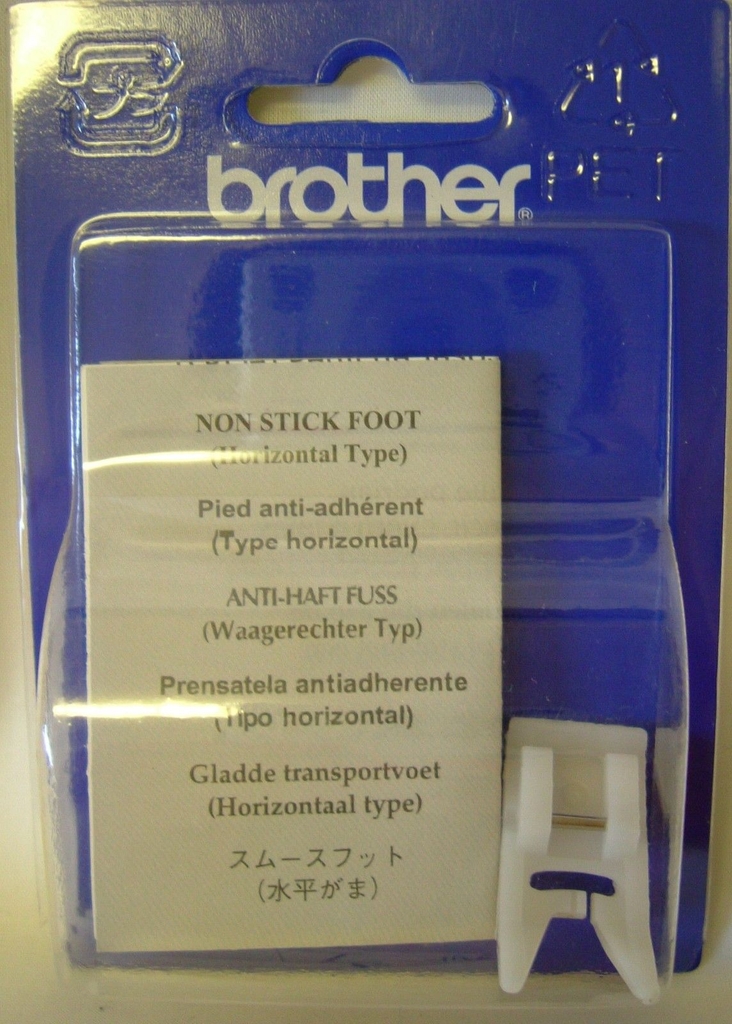 1
PET
brother®
NON STICK FOOT
(Horizontal Type)
Pied anti-adhérent
(Type horizontal)
ANTI-HAFT FUSS
(Waagerechter Typ)
Prensatela antiadherente
(Tipo horizontal)
Gladde transportvoet
(Horizontaal type)
スムースフット
(水平がま)